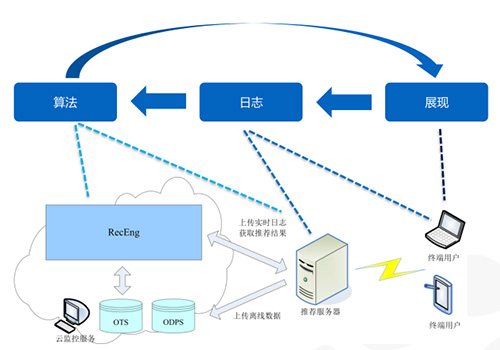 算法
日志
展现
上传实时日志
获取推荐结果
RecEng
终端用户
OTS
ODPS
上传离线数据
推荐服务器
云监控服务
终端用户